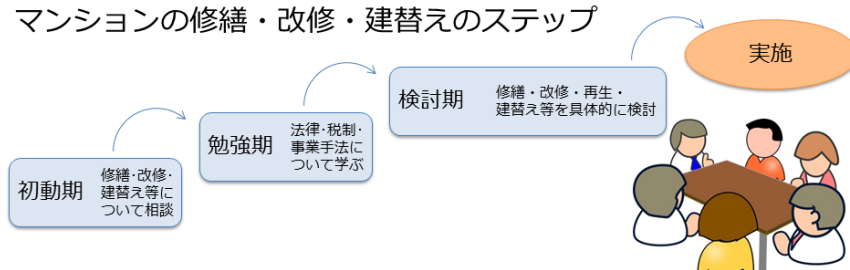 マンションの修繕・改修・建替えのステップ
初動期
修繕・改修・
建替え等に
ついて相談
勉強期
法律・税制・
事業手法に
ついて学ぶ
検討期
修繕・改修・再生・
建替え等を具体的に検討
実施